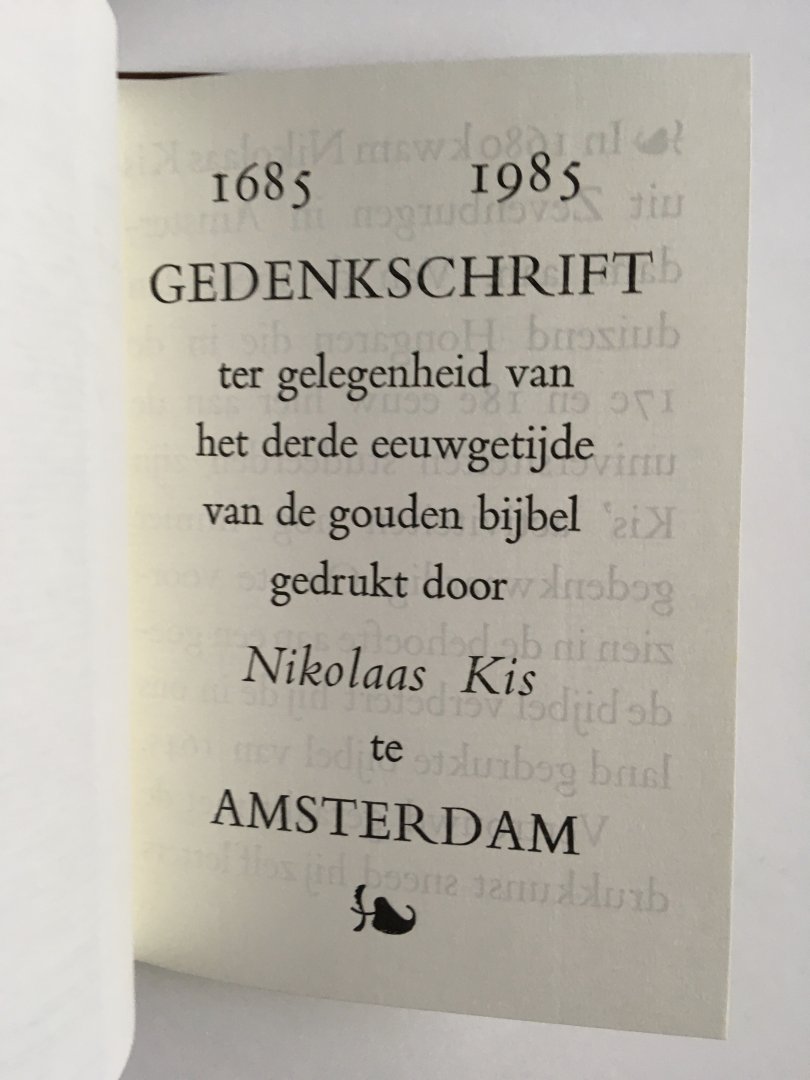 1685 1985
GEDENKSCHRIFT
ter gelegenheid van
het derde eeuwgetijde
van de gouden bijbel
gedrukt door
Nikolaas Kis
te
AMSTERDAM